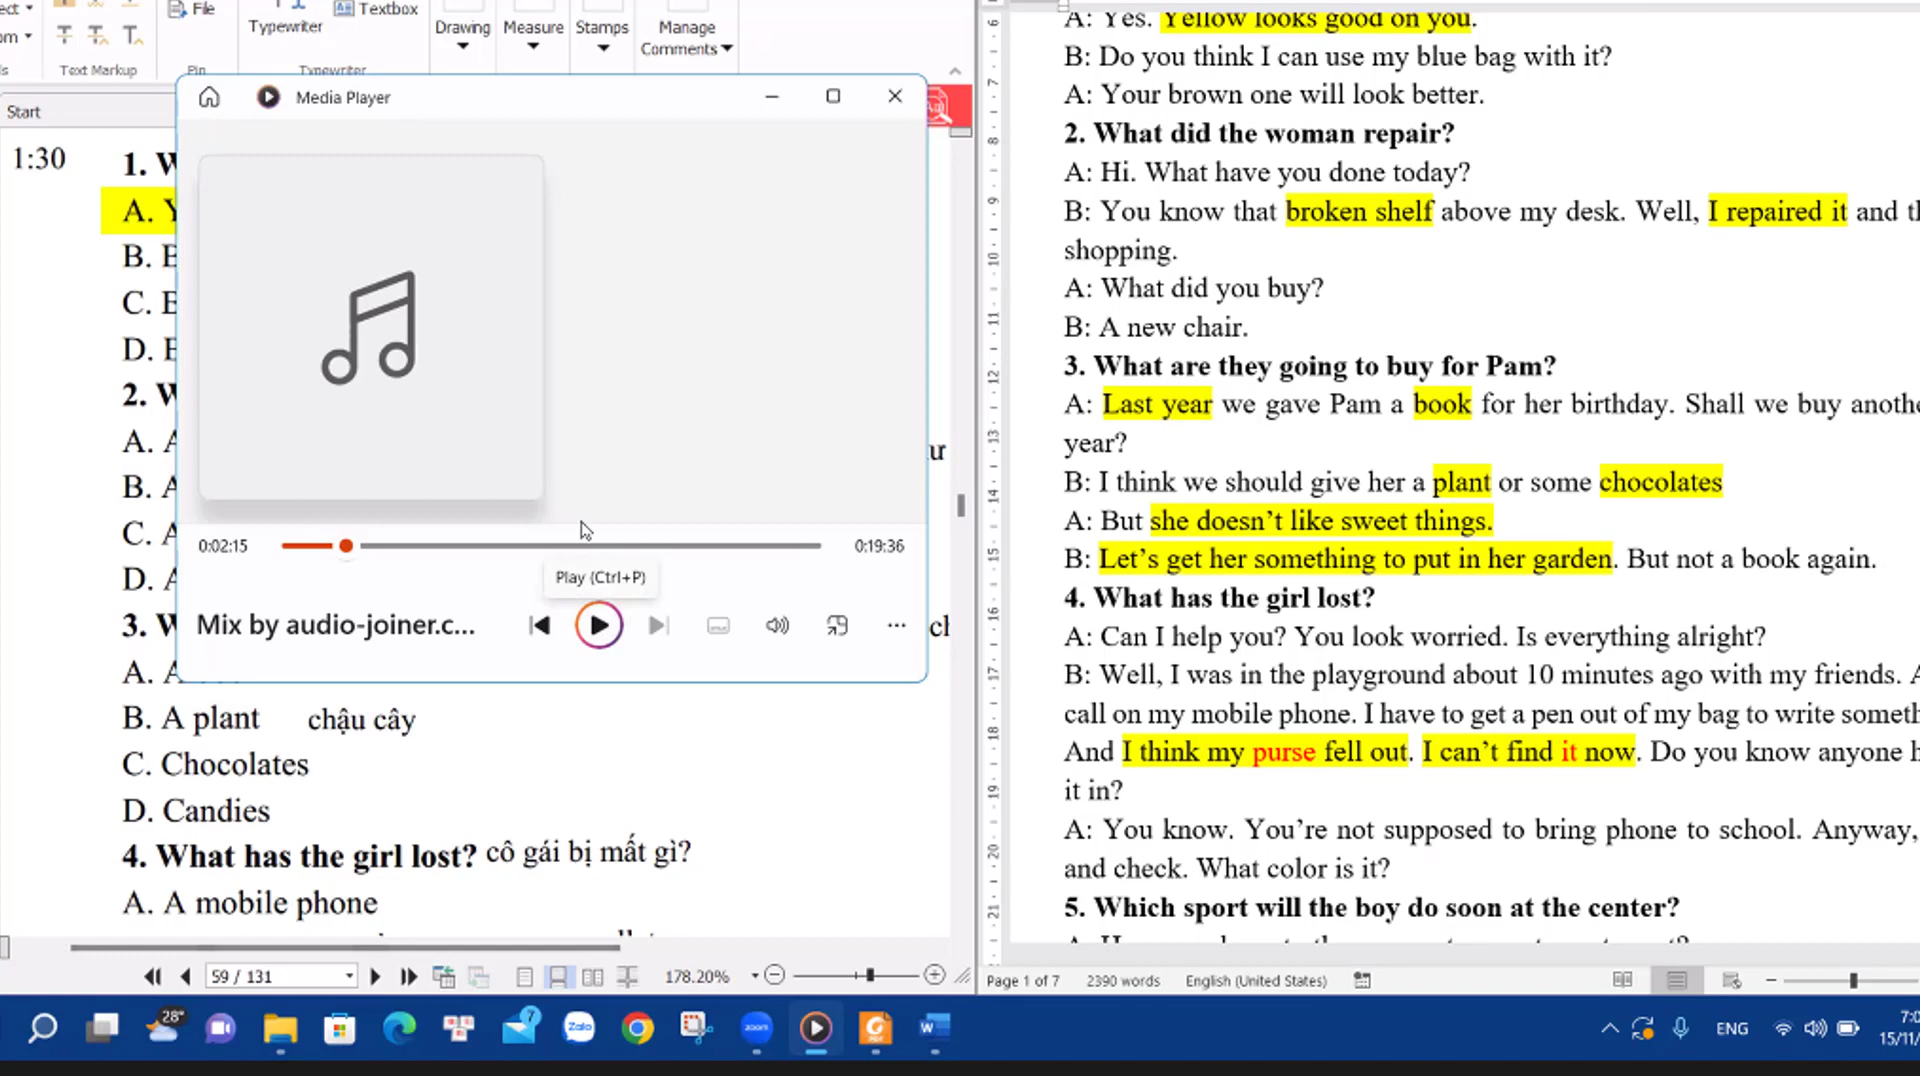 File
Typewriter
Textbox
Drawing
Measure
Stamps
Manage
Comments
Text Markup
Pin
Typewriter
Start
Media Player
1:30
1. W
A. Y
B. B
C. E
D. E
2. W
A. A
B. A
C. A
D. A
3. W
A. A
0:02:15
0:19:36
Play (Ctrl+P)
Mix by audio-joiner.c...
B. A plant chậu cây
C. Chocolates
D. Candies
4. What has the girl lost? cô gái bị mất gì?
A. A mobile phone
59 / 131
178.20%
A: Yes. Yellow looks good on you.
B: Do you think I can use my blue bag with it?
A: Your brown one will look better.
2. What did the woman repair?
A: Hi. What have you done today?
B: You know that broken shelf above my desk. Well, I repaired it and
shopping.
A: What did you buy?
B: A new chair.
3. What are they going to buy for Pam?
A: Last year we gave Pam a book for her birthday. Shall we buy
year?
B: I think we should give her a plant or some chocolates
A: But she doesn't like sweet things.
B: Let's get her something to put in her garden. But not a book again.
4. What has the girl lost?
A: Can I help you? You look worried. Is everything alright?
B: Well, I was in the playground about 10 minutes ago with my friends.
call on my mobile phone. I have to get a pen out of my bag to write
And I think my purse fell out. I can't find it now. Do you know anyone
it in?
A: You know. You're not supposed to bring phone to school. Anyway,
and check. What color is it?
5. Which sport will the boy do soon at the center?
Page 1 of 7
2390 words
English (United States)
28°
7
Zalo
zoom
ENG
15/11/